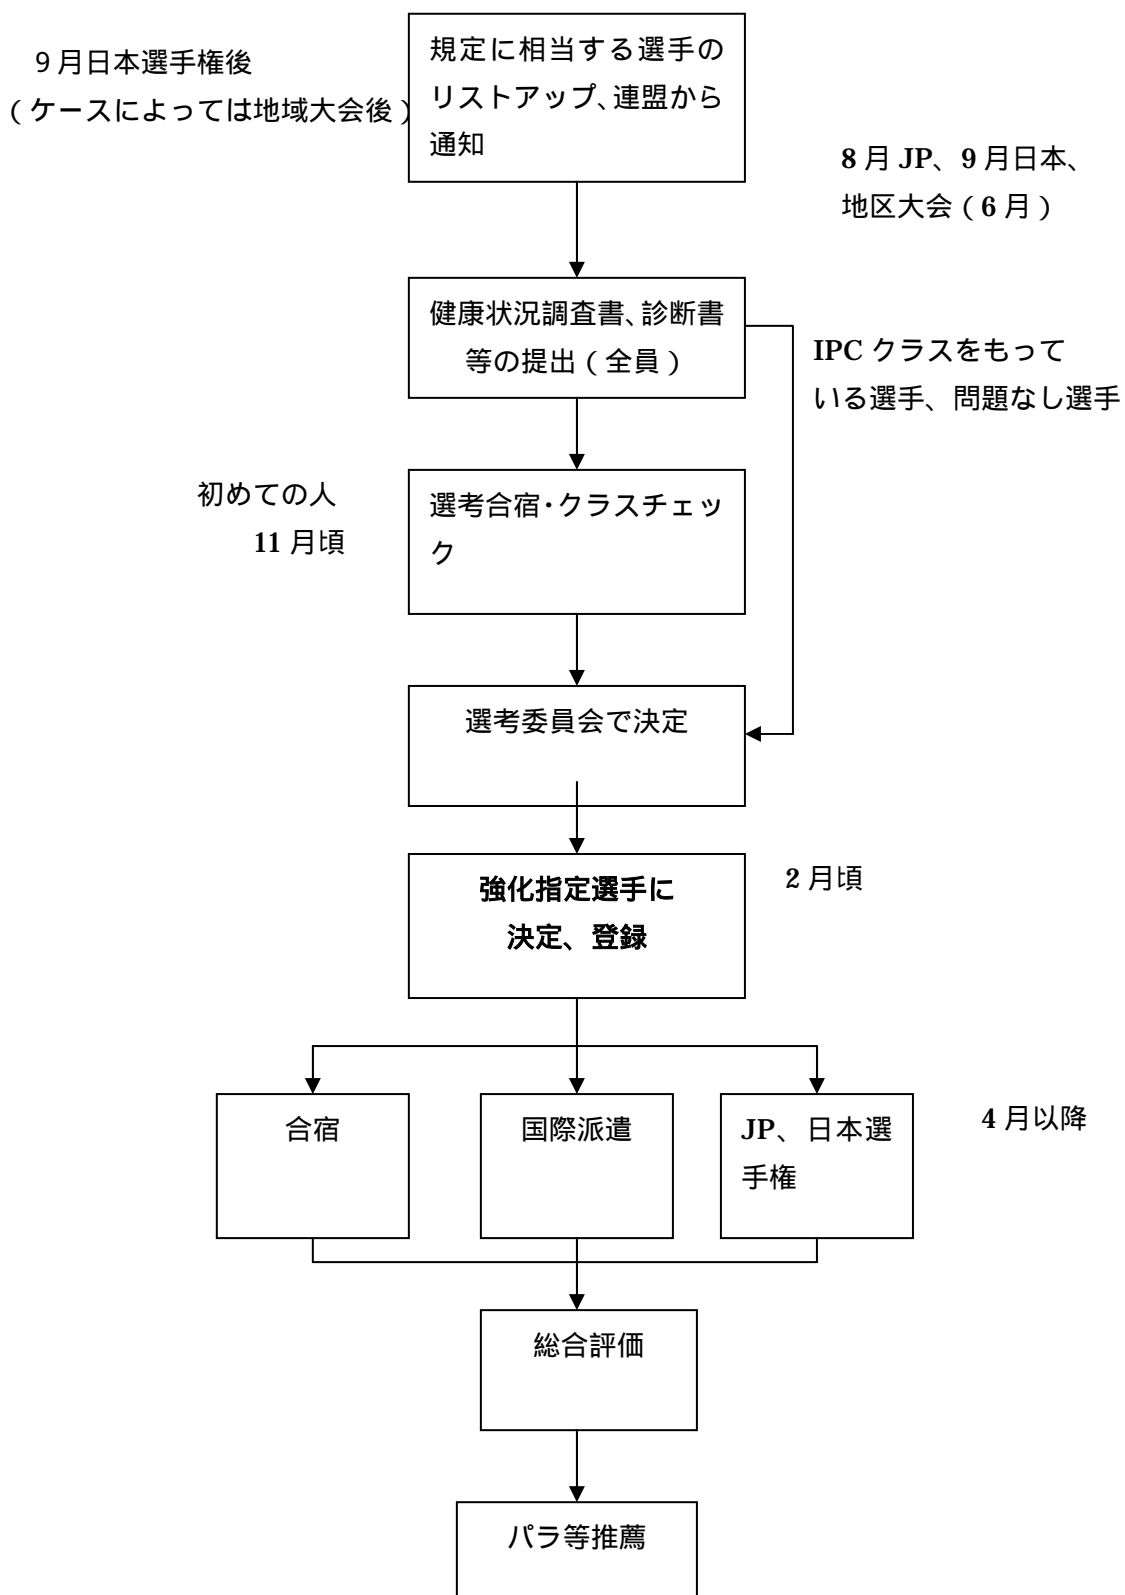 9月日本選手権後
（ケースによっては地域大会後）
規定に相当する選手の
リストアップ、連盟から
通知
8月JP、9月日本、
地区大会（6月）
健康状況調査書、診断書
等の提出（全員）
IPCクラスをもって
いる選手、問題なし選手
初めての人
11月頃
選考合宿・クラスチェッ
ク
選考委員会で決定
強化指定選手に
決定、登録
2月頃
合宿
国際派遣
JP、日本選
手権
4月以降
総合評価
パラ等推薦